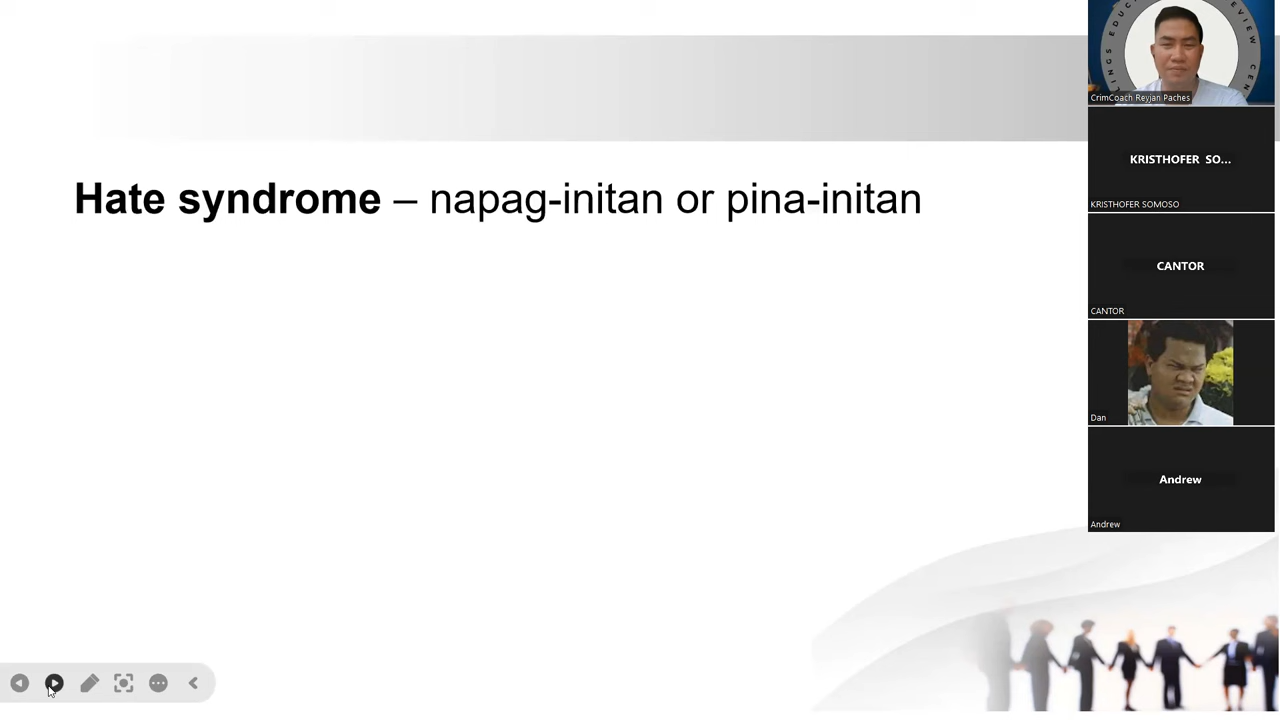 Hate syndrome – napag-initan or pina-initan
CrimCoach Reyjan Paches
KRISTHOFER SO...
KRISTHOFER SOMOSO
CANTOR
CANTOR
Dan
Andrew
Andrew